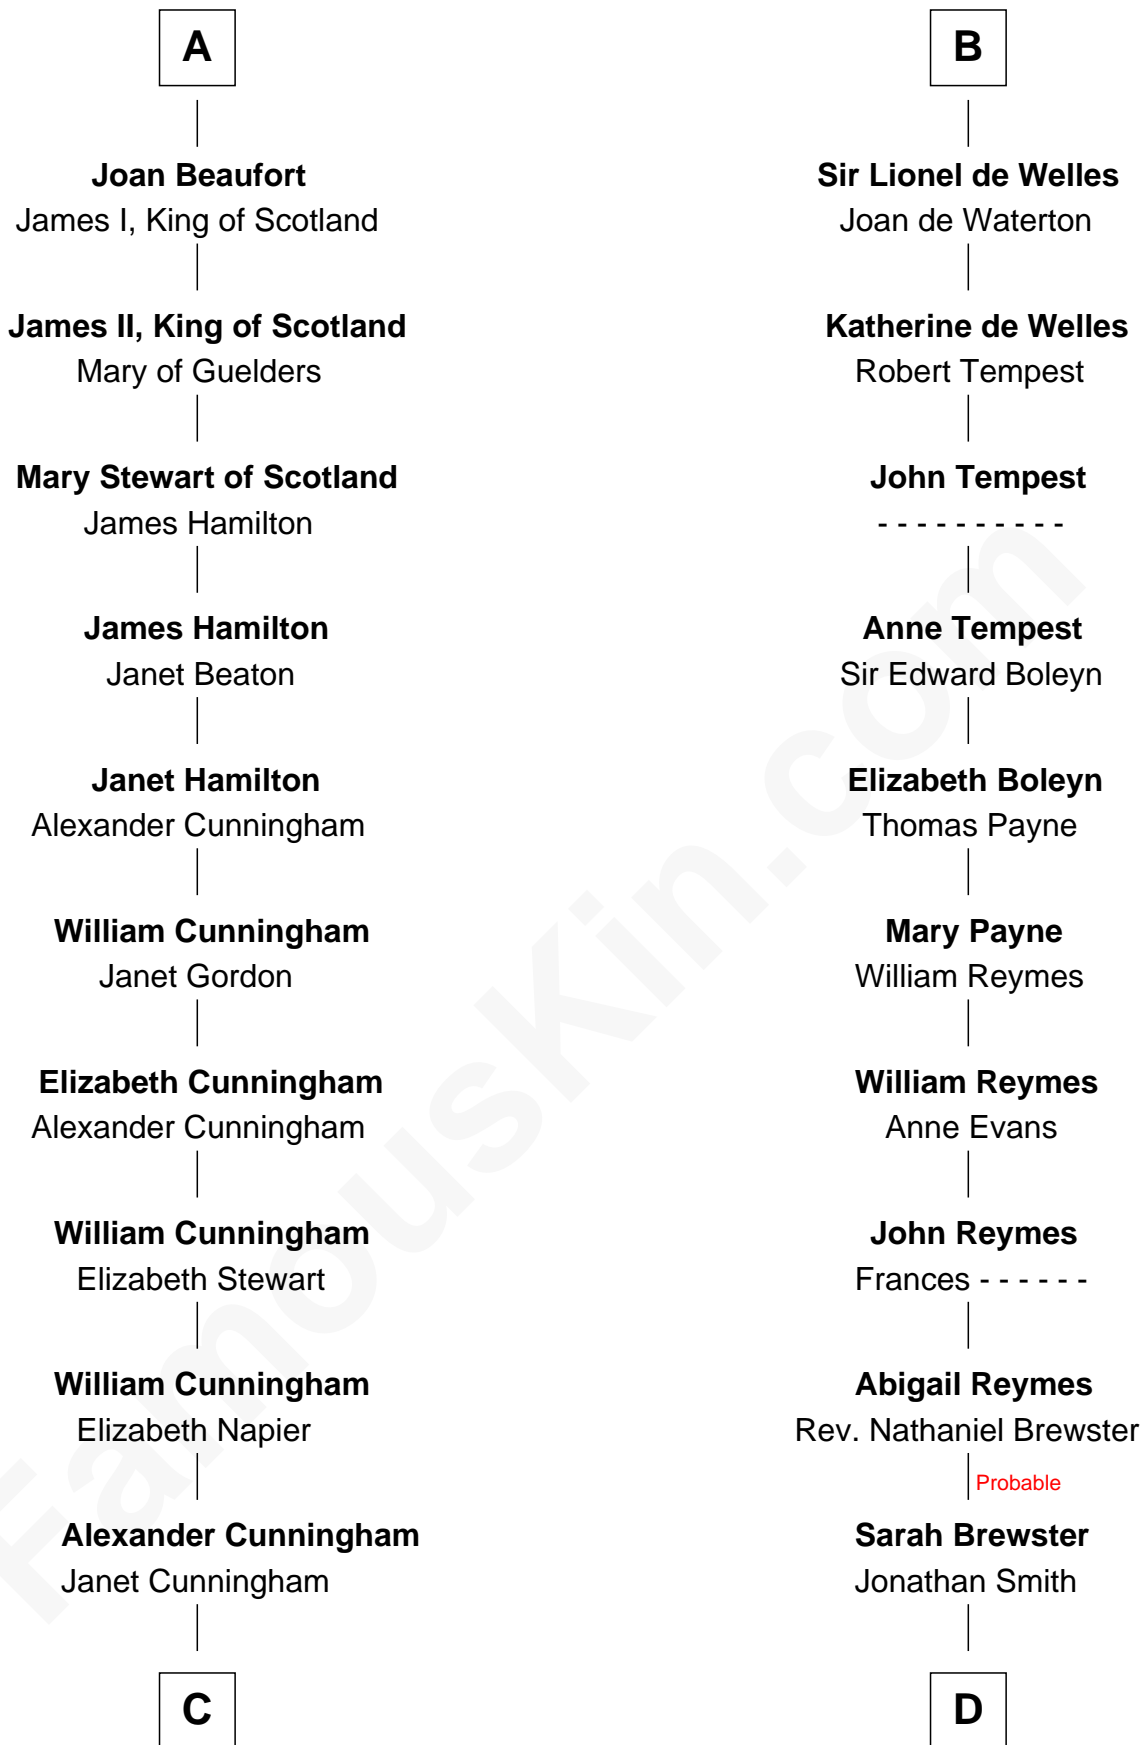 A
Joan Beaufort
James I, King of Scotland
James II, King of Scotland
Mary of Guelders
Mary Stewart of Scotland
James Hamilton
James Hamilton
Janet Beaton
Janet Hamilton
Alexander Cunningham
William Cunningham
Janet Gordon
Elizabeth Cunningham
Alexander Cunningham
William Cunningham
Elizabeth Stewart
William Cunningham
Elizabeth Napier
Alexander Cunningham
Janet Cunningham
C
B
Sir Lionel de Welles
Joan de Waterton
Katherine de Welles
Robert Tempest
John Tempest
- - - - - - - - - -
Anne Tempest
Sir Edward Boleyn
Elizabeth Boleyn
Thomas Payne
Mary Payne
William Reymes
William Reymes
Anne Evans
John Reymes
Frances - - - - - -
Abigail Reymes
Rev. Nathaniel Brewster
Probable
Sarah Brewster
Jonathan Smith
D
FamousKin.com